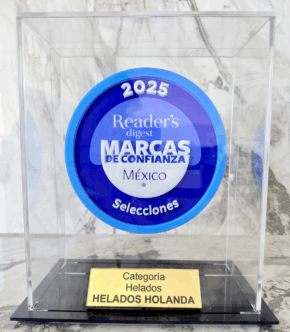 2025
Reader's
digest
MARCAS
DE CONFIANZA
MÉXICO
Selecciones
Categoría
Helados
HELADOS HOLANDA